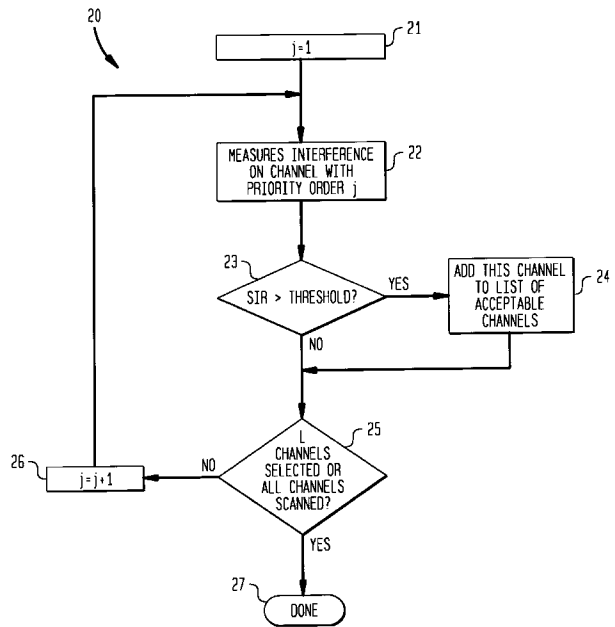 20
21
j=1
MEASURES INTERFERENCE
ON CHANNEL WITH
PRIORITY ORDER j
22
23
SIR > THRESHOLD?
YES
ADD THIS CHANNEL
TO LIST OF
ACCEPTABLE
CHANNELS
24
NO
25
L
CHANNELS
SELECTED OR
ALL CHANNELS
SCANNED?
NO
26
j=j+1
YES
27
DONE